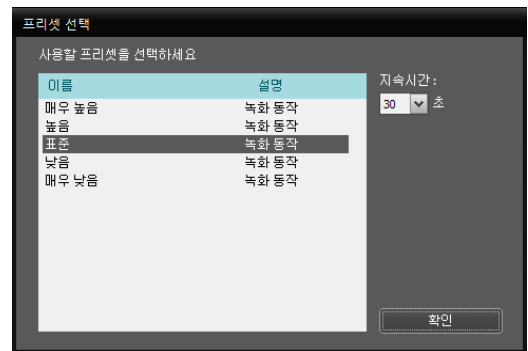 프리셋 선택
사용할 프리셋을 선택하세요
이름 설명
매우 높음 녹화 동작
높음 녹화 동작
표준 녹화 동작
낮음 녹화 동작
매우 낮음 녹화 동작
지속시간:
30 초
확인